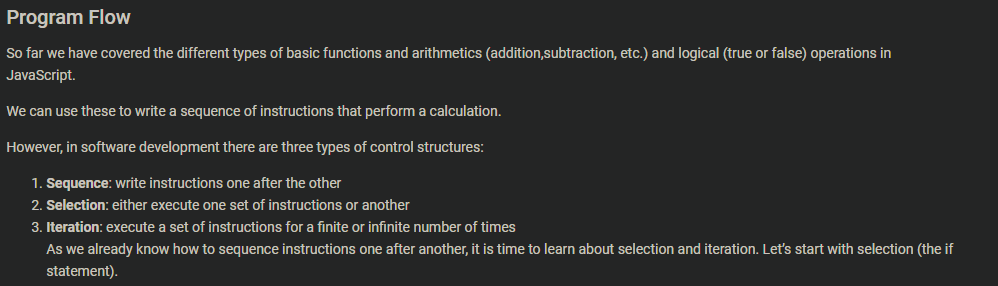 Program Flow
So far we have covered the different types of basic functions and arithmetics (addition,subtraction, etc.) and logical (true or false) operations in
JavaScript.
We can use these to write a sequence of instructions that perform a calculation.
However, in software development there are three types of control structures:
1. Sequence: write instructions one after the other
2. Selection: either execute one set of instructions or another
3. Iteration: execute a set of instructions for a finite or infinite number of times
As we already know how to sequence instructions one after another, it is time to learn about selection and iteration. Let's start with selection (the if
statement).